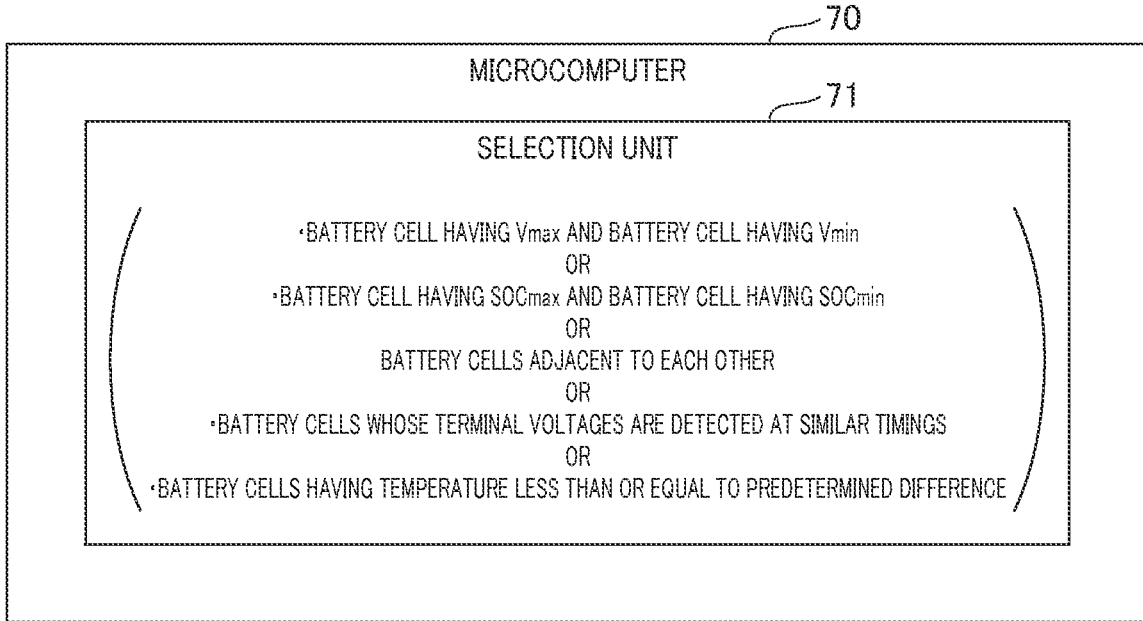 70
MICROCOMPUTER
71
SELECTION UNIT
•BATTERY CELL HAVING Vmax AND BATTERY CELL HAVING Vmin
OR
•BATTERY CELL HAVING SOCmax AND BATTERY CELL HAVING SOCmin
OR
BATTERY CELLS ADJACENT TO EACH OTHER
OR
•BATTERY CELLS WHOSE TERMINAL VOLTAGES ARE DETECTED AT SIMILAR TIMINGS
OR
•BATTERY CELLS HAVING TEMPERATURE LESS THAN OR EQUAL TO PREDETERMINED DIFFERENCE